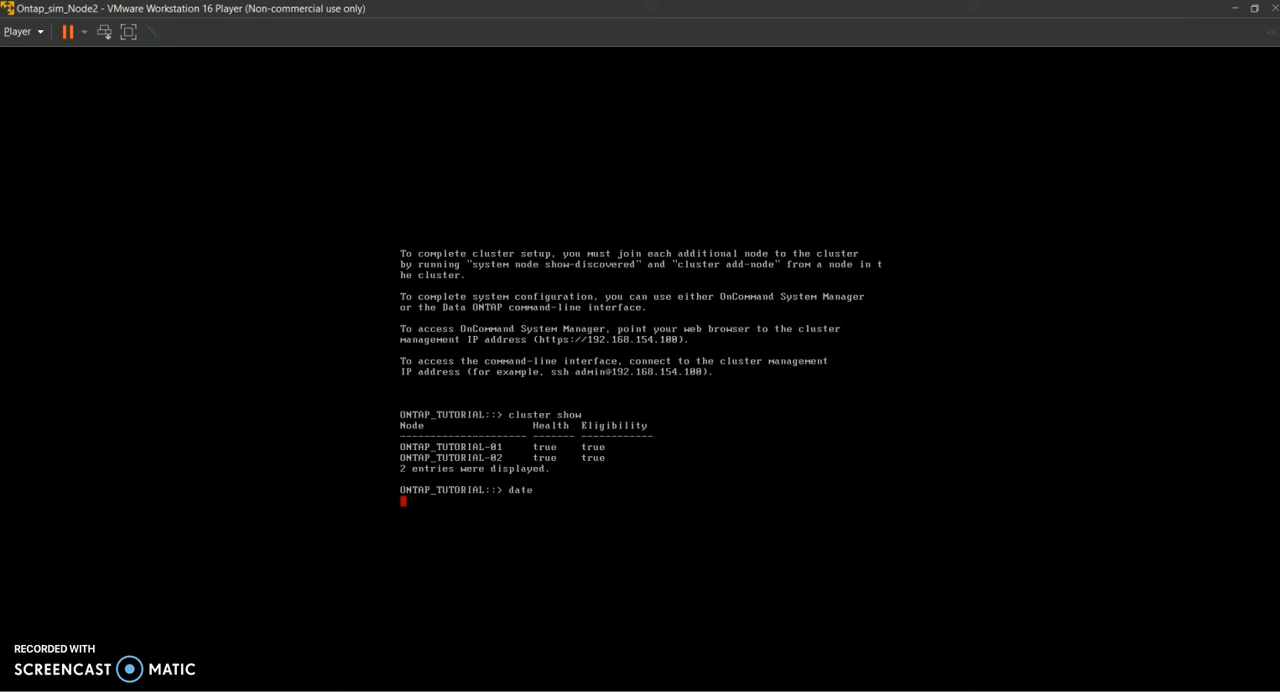 Ontap_sim_Node2 - VMware Workstation 16 Player (Non-commercial use only)
Player
To complete cluster setup, you must join each additional node to the cluster
by running "system node show-discovered" and "cluster add-node" from a node in t
he cluster.
To complete system configuration, you can use either OnCommand System Manager
or the Data ONTAP command-line interface.
To access OnCommand System Manager, point your web browser to the cluster
management IP address (https://192.168.154.100).
To access the command-line interface, connect to the cluster management
IP address (for example, ssh admin@192.168.154.100).
ONTAP_TUTORIAL::> cluster show
Node Health Eligibility
--------------------- ------- ------------
ONTAP_TUTORIAL-01 true true
ONTAP_TUTORIAL-02 true true
2 entries were displayed.
ONTAP_TUTORIAL::> date
RECORDED WITH
SCREENCAST MATIC